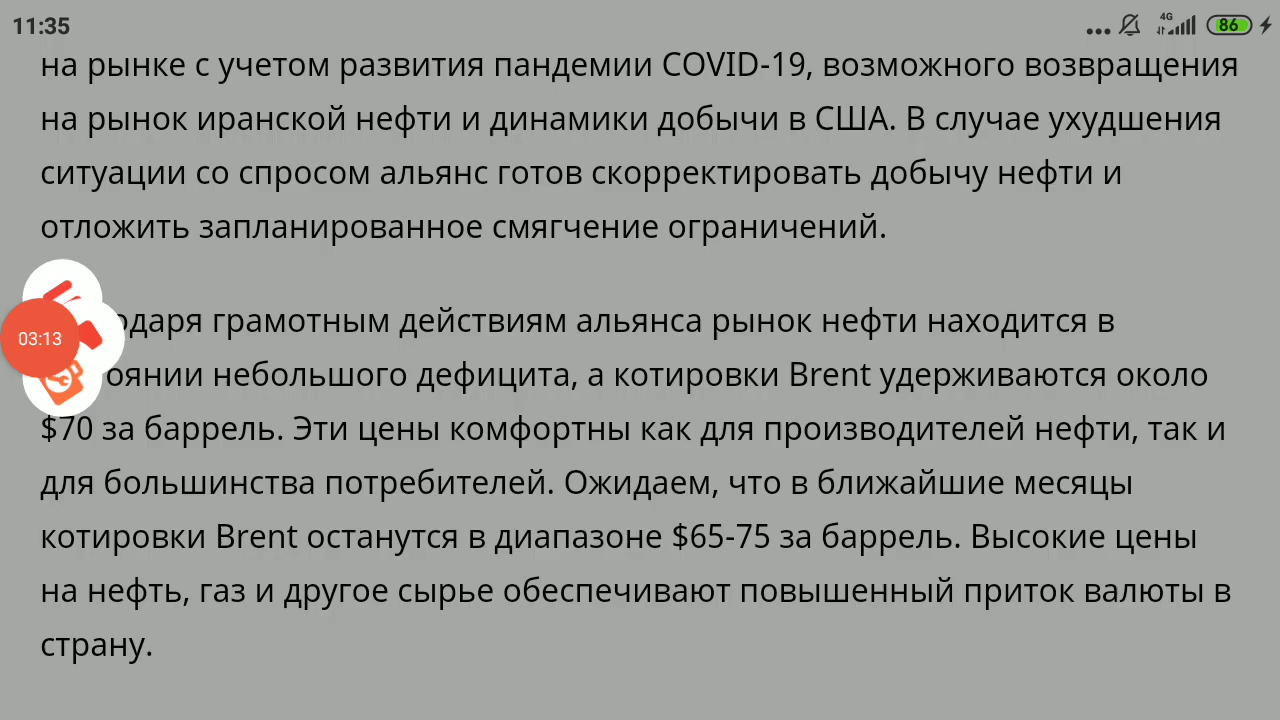 11:35
4G
86
на рынке с учетом развития пандемии COVID-19, возможного возвращения
на рынок иранской нефти и динамики добычи в США. В случае ухудшения
ситуации со спросом альянс готов скорректировать добычу нефти и
отложить запланированное смягчение ограничений.
грамотным действиям альянса рынок нефти находится в
03:13
небольшого дефицита, а котировки Brent удерживаются около
$70 за баррель. Эти цены комфортны как для производителей нефти, так и
для большинства потребителей. Ожидаем, что в ближайшие месяцы
котировки Brent останутся в диапазоне $65-75 за баррель. Высокие цены
на нефть, газ и другое сырье обеспечивают повышенный приток валюты в
страну.